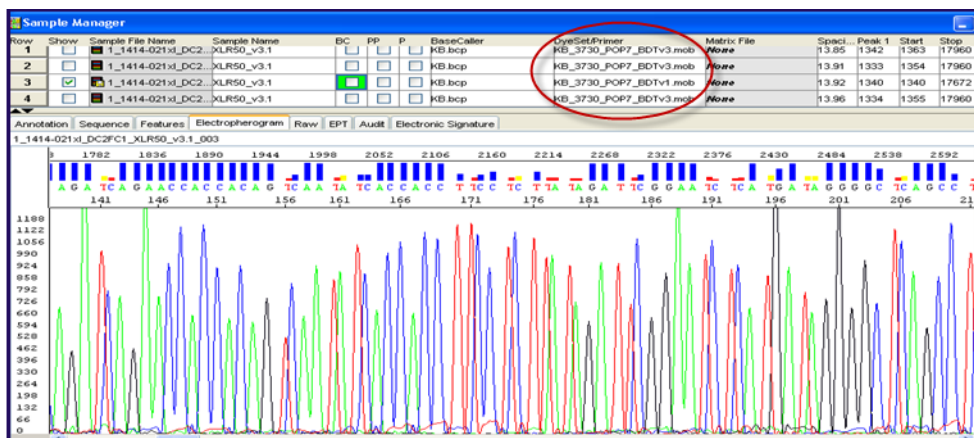 Sample Manager
Row Show Sample File Name Sample Name BC PP P BaseCaller DyeSet/Primer Matrix File Spaci... Peak 1 Start Stop
1 1_1414-021xl_DC2...XLR50_v3.1 KB.bcp KB_3730_POP7_BDTv3.mob None 13.85 1342 1363 17960
2 1_1414-021xl_DC2...XLR50_v3.1 KB.bcp KB_3730_POP7_BDTv3.mob None 13.91 1333 1354 17960
3 1_1414-021xl_DC2...XLR50_v3.1 KB.bcp KB_3730_POP7_BDTv1.mob None 13.92 1340 1340 17672
4 1_1414-021xl_DC2...XLR50_v3.1 KB.bcp KB_3730_POP7_BDTv3.mob None 13.96 1334 1355 17960
Annotation Sequence Features Electropherogram Raw EPT Audit Electronic Signature
1_1414-021xl_DC2FC1_XLR50_v3.1_003
1782 1836 1890 1944 1998 2052 2106 2160 2214 2268 2322 2376 2430 2484 2538 2592
A G A T C A G A A C C A C C A C A G T C A A T A T C A C C A C C T T C C T C T T A T A G A T T C G G A A T C T C A T G A T A G G G G C T C A G C C T
141 146 151 156 161 166 171 176 181 186 191 196 201 206 21
1188
1122
1056
990
924
858
792
726
660
594
528
462
396
330
264
198
132
66
0